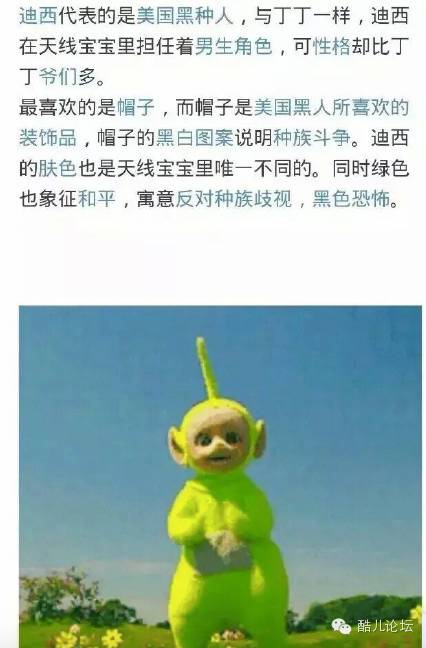 迪西代表的是美国黑种人，与丁丁一样，迪西
在天线宝宝里担任着男生角色，可性格却比丁
丁爷们多。
最喜欢的是帽子，而帽子是美国黑人所喜欢的
装饰品，帽子的黑白图案说明种族斗争。迪西
的肤色也是天线宝宝里唯一不同的。同时绿色
也象征和平，寓意反对种族歧视，黑色恐怖。
酷儿论坛